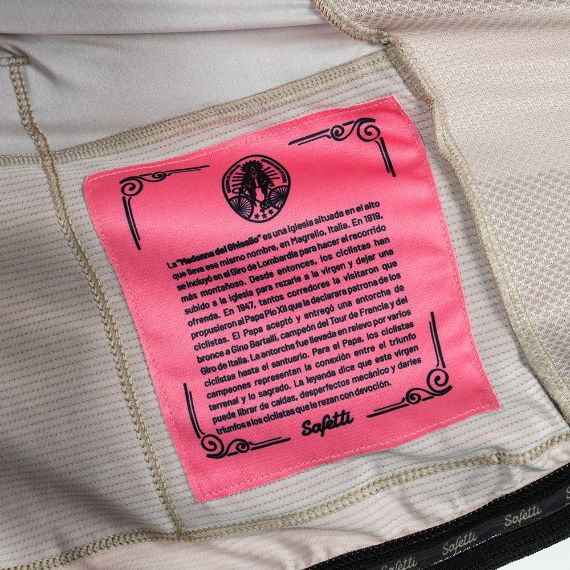 La "Madonna del Ghisallo" es una iglesia situada en el alto
que lleva ese mismo nombre, en Magrelio, Italia. En 1919,
se incluyó en el Giro de Lombardia para hacer el recorrido
más montañoso. Desde entonces, los ciclistas han
subido a la iglesia para rezarle a la virgen y dejar una
ofrenda. En 1947, tantos corredores la visitaron que
propusieron al Papa Pío XII que la declarara patrona de los
ciclistas. El Papa aceptó y entregó una antorcha de
bronce a Gino Bartalli, campeón del Tour de Francia y del
Giro de Italia. La antorcha fue llevada en relevo por varios
ciclistas hasta el santuario. Para el Papa, los ciclistas
campeones representan la conexión entre el triunfo
terrenal y lo sagrado. La leyenda dice que esta virgen
puede librar de caídas, desperfectos mecánico y darles
triunfos a los ciclistas que le rezan con devoción.
Safetti
Safetti
Safetti
Safetti